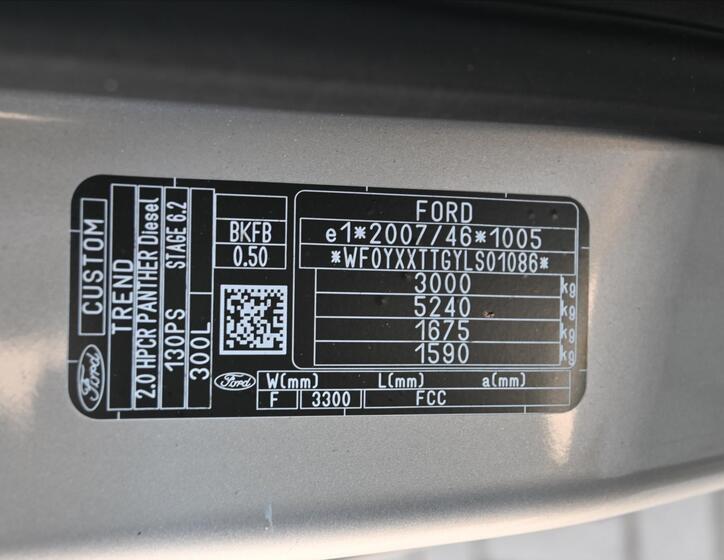 Ford
CUSTOM
TREND
2.0 HPCR PANTHER Diesel
130PS STAGE 6.2
300L
BKFB
0.50
Ford
FORD
e1*2007/46*1005
*WF0YXXTTGYLS01086*
3000 kg
5240 kg
1675 kg
1590 kg
W(mm) L(mm) a(mm)
F 3300 FCC